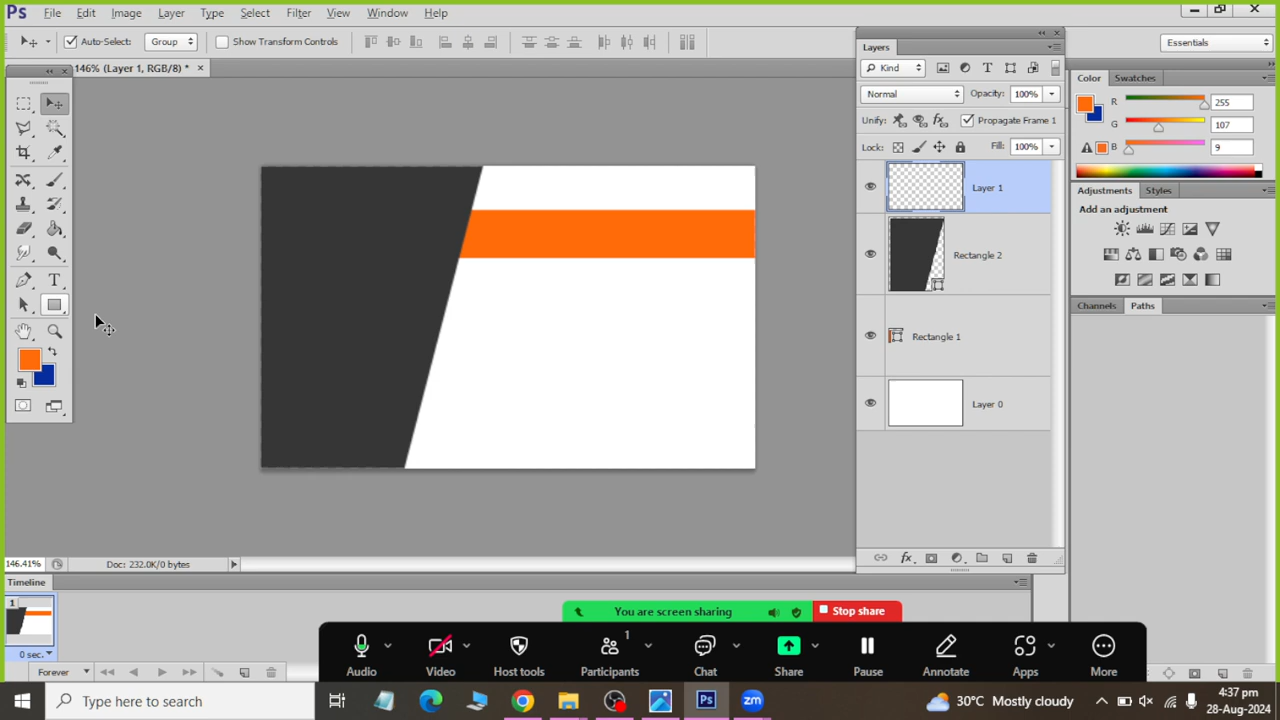 Ps File Edit Image Layer Type Select Filter View Window Help
Auto-Select: Group Show Transform Controls
Essentials
146% (Layer 1, RGB/8) *
Layers
Kind
Normal Opacity: 100%
Unify: Propagate Frame 1
Lock: Fill: 100%
Layer 1
Rectangle 2
Rectangle 1
Layer 0
Color Swatches
R 255
G 107
B 9
Adjustments Styles
Add an adjustment
Channels Paths
146.41% Doc: 232.0K/0 bytes
Timeline
1
0 sec.
Forever
You are screen sharing Stop share
1
Audio Video Host tools Participants Chat Share Pause Annotate Apps More
Type here to search
Ps zm
30°C Mostly cloudy
4:37 pm
28-Aug-2024